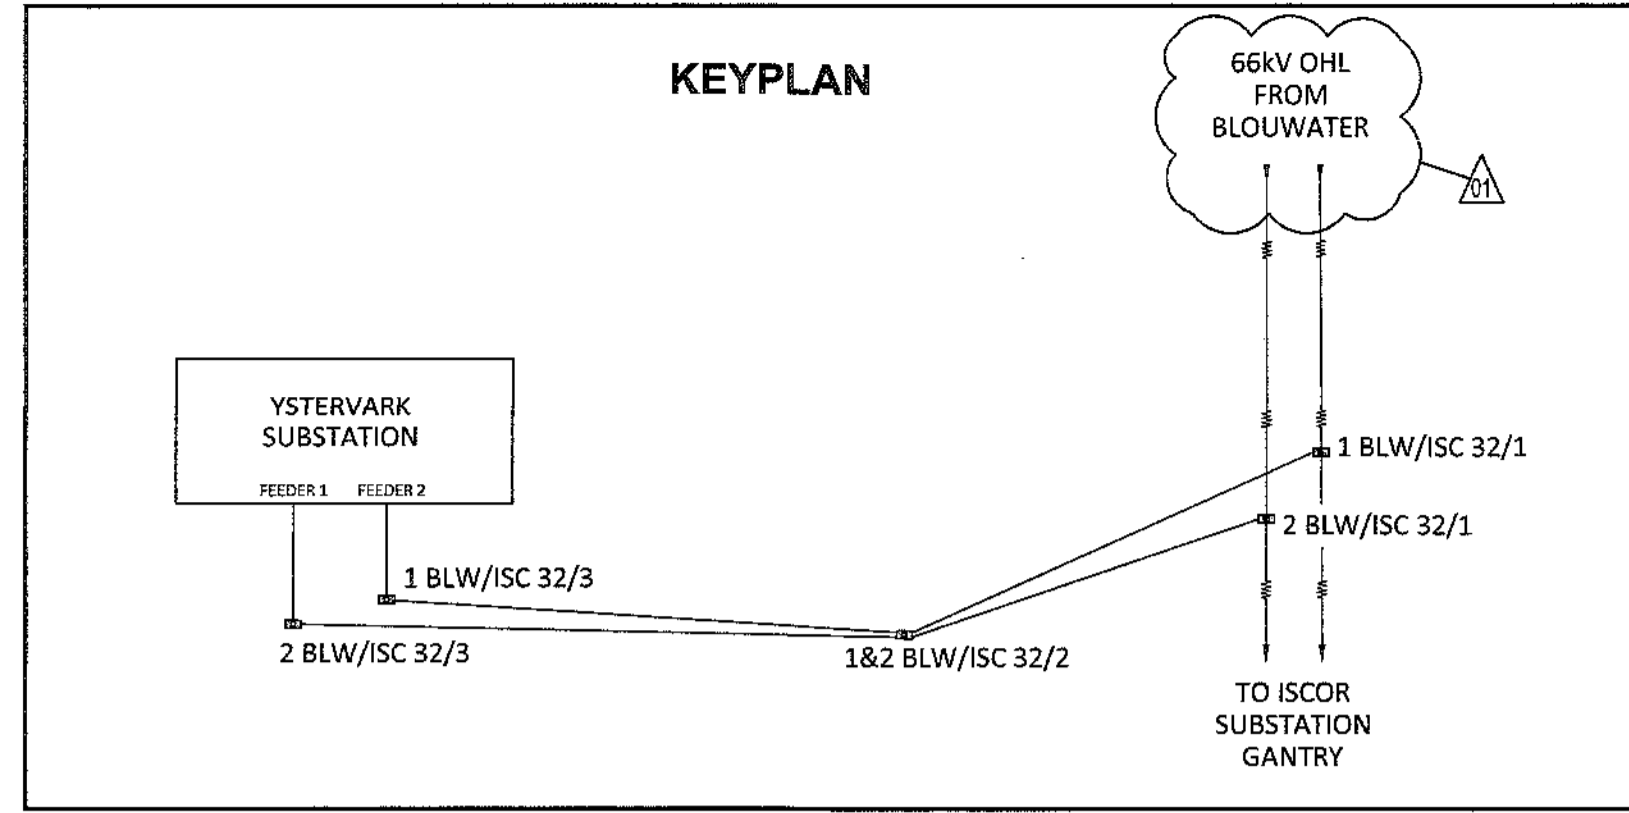 KEYPLAN
66kV OHL
FROM
BLOUWATER
01
YSTERVARK
SUBSTATION
FEEDER 1
FEEDER 2
1 BLW/ISC 32/1
2 BLW/ISC 32/1
1 BLW/ISC 32/3
2 BLW/ISC 32/3
1&2 BLW/ISC 32/2
TO ISCOR
SUBSTATION
GANTRY